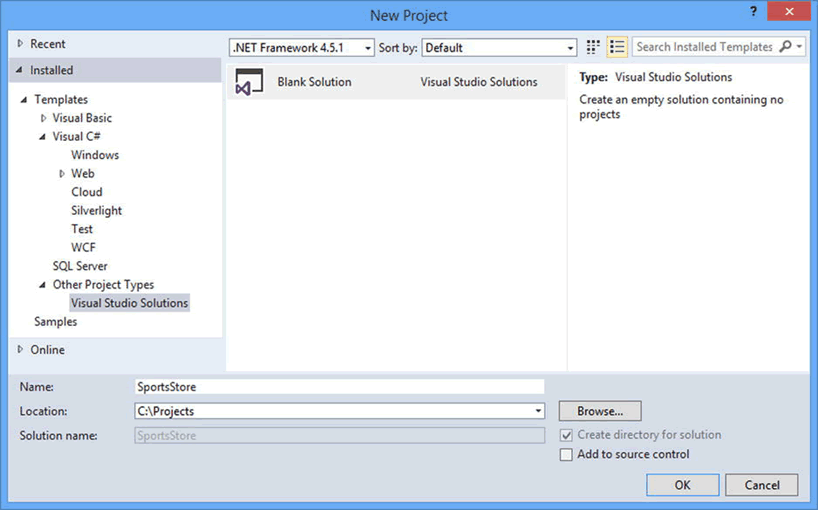 New Project
?
Recent
.NET Framework 4.5.1 Sort by: Default Search Installed Templates
Installed
Blank Solution Visual Studio Solutions
Type: Visual Studio Solutions
Create an empty solution containing no
projects
Templates
Visual Basic
Visual C#
Windows
Web
Cloud
Silverlight
Test
WCF
SQL Server
Other Project Types
Visual Studio Solutions
Samples
Online
Name: SportsStore
Location: C:\Projects Browse...
Solution name: SportsStore Create directory for solution
Add to source control
OK Cancel